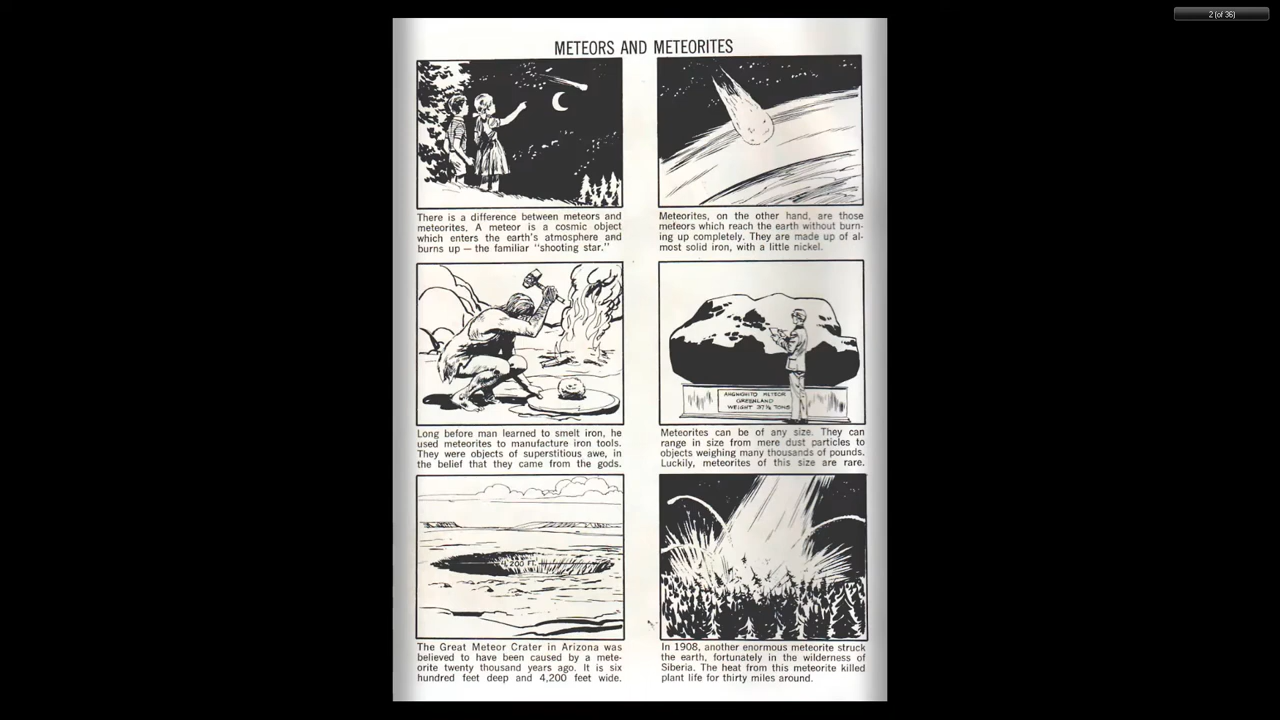 2 (of 36)
METEORS AND METEORITES
There is a difference between meteors and
meteorites. A meteor is a cosmic object
which enters the earth's atmosphere and
burns up — the familiar "shooting star."
Meteorites, on the other hand, are those
meteors which reach the earth without burn-
ing up completely. They are made up of al-
most solid iron, with a little nickel.
Long before man learned to smelt iron, he
used meteorites to manufacture iron tools.
They were objects of superstitious awe, in
the belief that they came from the gods.
AHGNIGHITO METEOR
GREENLAND
WEIGHT 37½ TONS
Meteorites can be of any size. They can
range in size from mere dust particles to
objects weighing many thousands of pounds.
Luckily, meteorites of this size are rare.
4,200 FT.
The Great Meteor Crater in Arizona was
believed to have been caused by a mete-
orite twenty thousand years ago. It is six
hundred feet deep and 4,200 feet wide.
In 1908, another enormous meteorite struck
the earth, fortunately in the wilderness of
Siberia. The heat from this meteorite killed
plant life for thirty miles around.